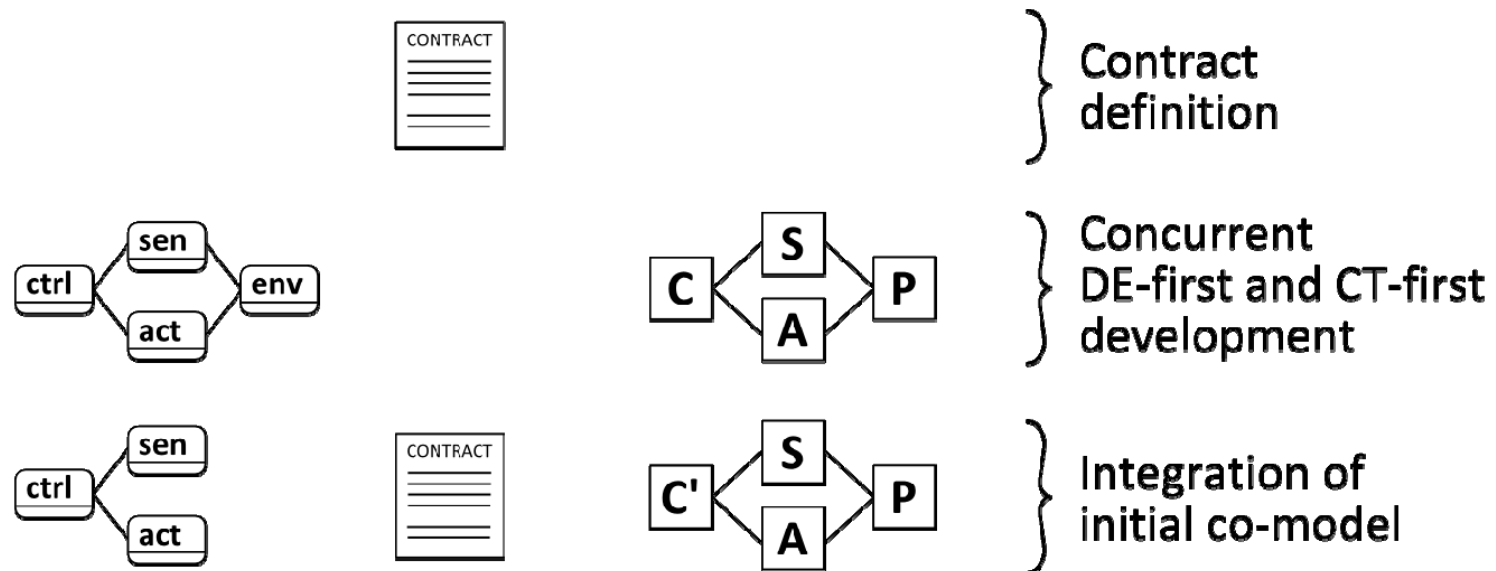 CONTRACT
Contract
definition
sen
ctrl
env
act
S
C
P
A
Concurrent
DE-first and CT-first
development
sen
ctrl
act
CONTRACT
S
C'
P
A
Integration of
initial co-model